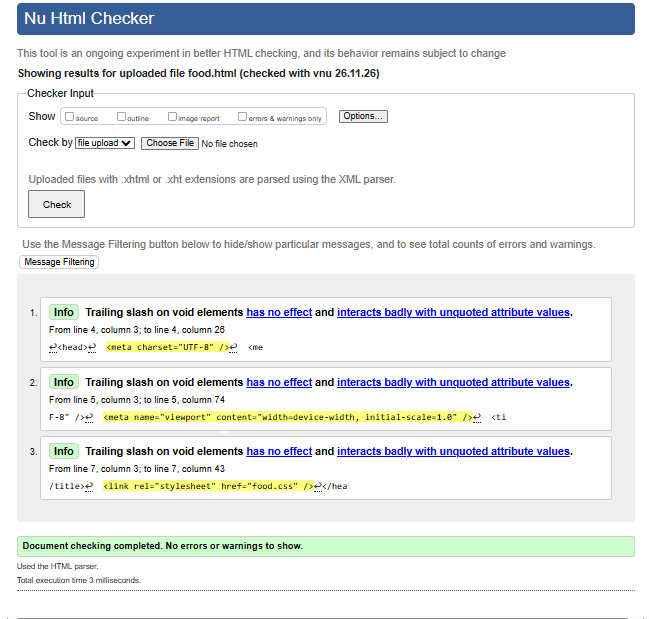 Nu Html Checker
This tool is an ongoing experiment in better HTML checking, and its behavior remains subject to change
Showing results for uploaded file food.html (checked with vnu 26.11.26)
Checker Input
Show source outline image report errors & warnings only Options...
Check by file upload Choose File No file chosen
Uploaded files with .xhtml or .xht extensions are parsed using the XML parser.
Check
Use the Message Filtering button below to hide/show particular messages, and to see total counts of errors and warnings.
Message Filtering
1. Info Trailing slash on void elements has no effect and interacts badly with unquoted attribute values.
From line 4, column 3; to line 4, column 26
↩<head>↩ <meta charset="UTF-8" />↩ <me
2. Info Trailing slash on void elements has no effect and interacts badly with unquoted attribute values.
From line 5, column 3; to line 5, column 74
F-8" />↩ <meta name="viewport" content="width=device-width, initial-scale=1.0" />↩ <ti
3. Info Trailing slash on void elements has no effect and interacts badly with unquoted attribute values.
From line 7, column 3; to line 7, column 43
/title>↩ <link rel="stylesheet" href="food.css" />↩</hea
Document checking completed. No errors or warnings to show.
Used the HTML parser.
Total execution time 3 milliseconds.